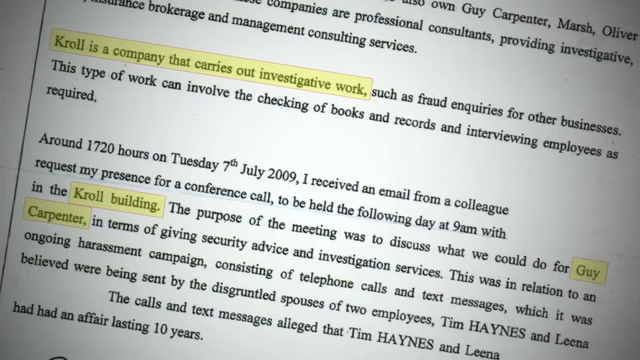 also own Guy Carpenter, Marsh, Oliver
companies are professional consultants, providing investigative,
insurance brokerage and management consulting services.
Kroll is a company that carries out investigative work, such as fraud enquiries for other businesses.
This type of work can involve the checking of books and records and interviewing employees as
required.
Around 1720 hours on Tuesday 7th July 2009, I received an email from a colleague
request my presence for a conference call, to be held the following day at 9am with
in the Kroll building. The purpose of the meeting was to discuss what we could do for Guy
Carpenter, in terms of giving security advice and investigation services. This was in relation to an
ongoing harassment campaign, consisting of telephone calls and text messages, which it was
believed were being sent by the disgruntled spouses of two employees, Tim HAYNES and Leena
The calls and text messages alleged that Tim HAYNES and Leena
had had an affair lasting 10 years.